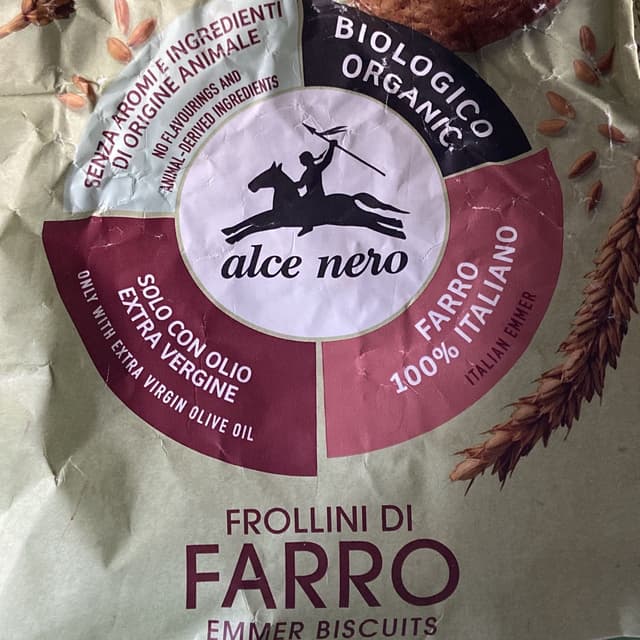 SENZA AROMI E INGREDIENTI
DI ORIGINE ANIMALE
NO FLAVOURINGS AND
ANIMAL DERIVED INGREDIENTS
BIOLOGICO
ORGANIC
alce nero
SOLO CON OLIO
EXTRA VERGINE
ONLY WITH EXTRA VIRGIN OLIVE OIL
FARRO
100% ITALIANO
ITALIAN EMMER
FROLLINI DI
FARRO
EMMER BISCUITS